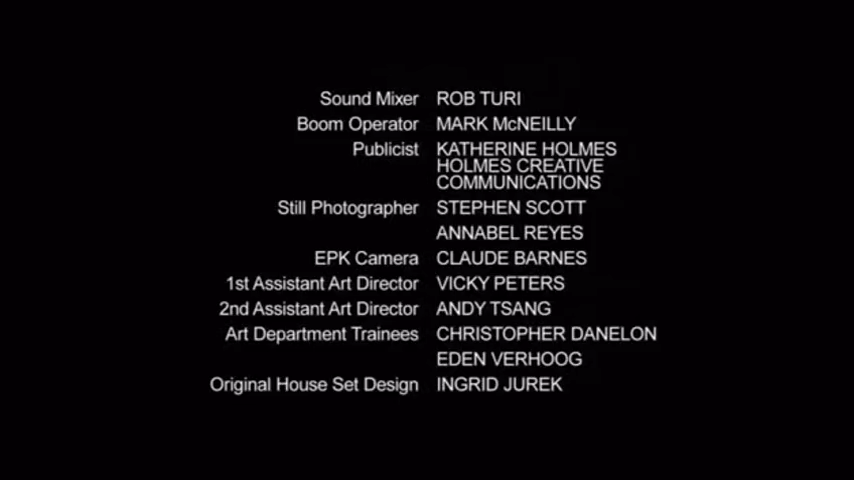 Sound Mixer ROB TURI
Boom Operator MARK McNEILLY
Publicist KATHERINE HOLMES
HOLMES CREATIVE
COMMUNICATIONS
Still Photographer STEPHEN SCOTT
ANNABEL REYES
EPK Camera CLAUDE BARNES
1st Assistant Art Director VICKY PETERS
2nd Assistant Art Director ANDY TSANG
Art Department Trainees CHRISTOPHER DANELON
EDEN VERHOOG
Original House Set Design INGRID JUREK